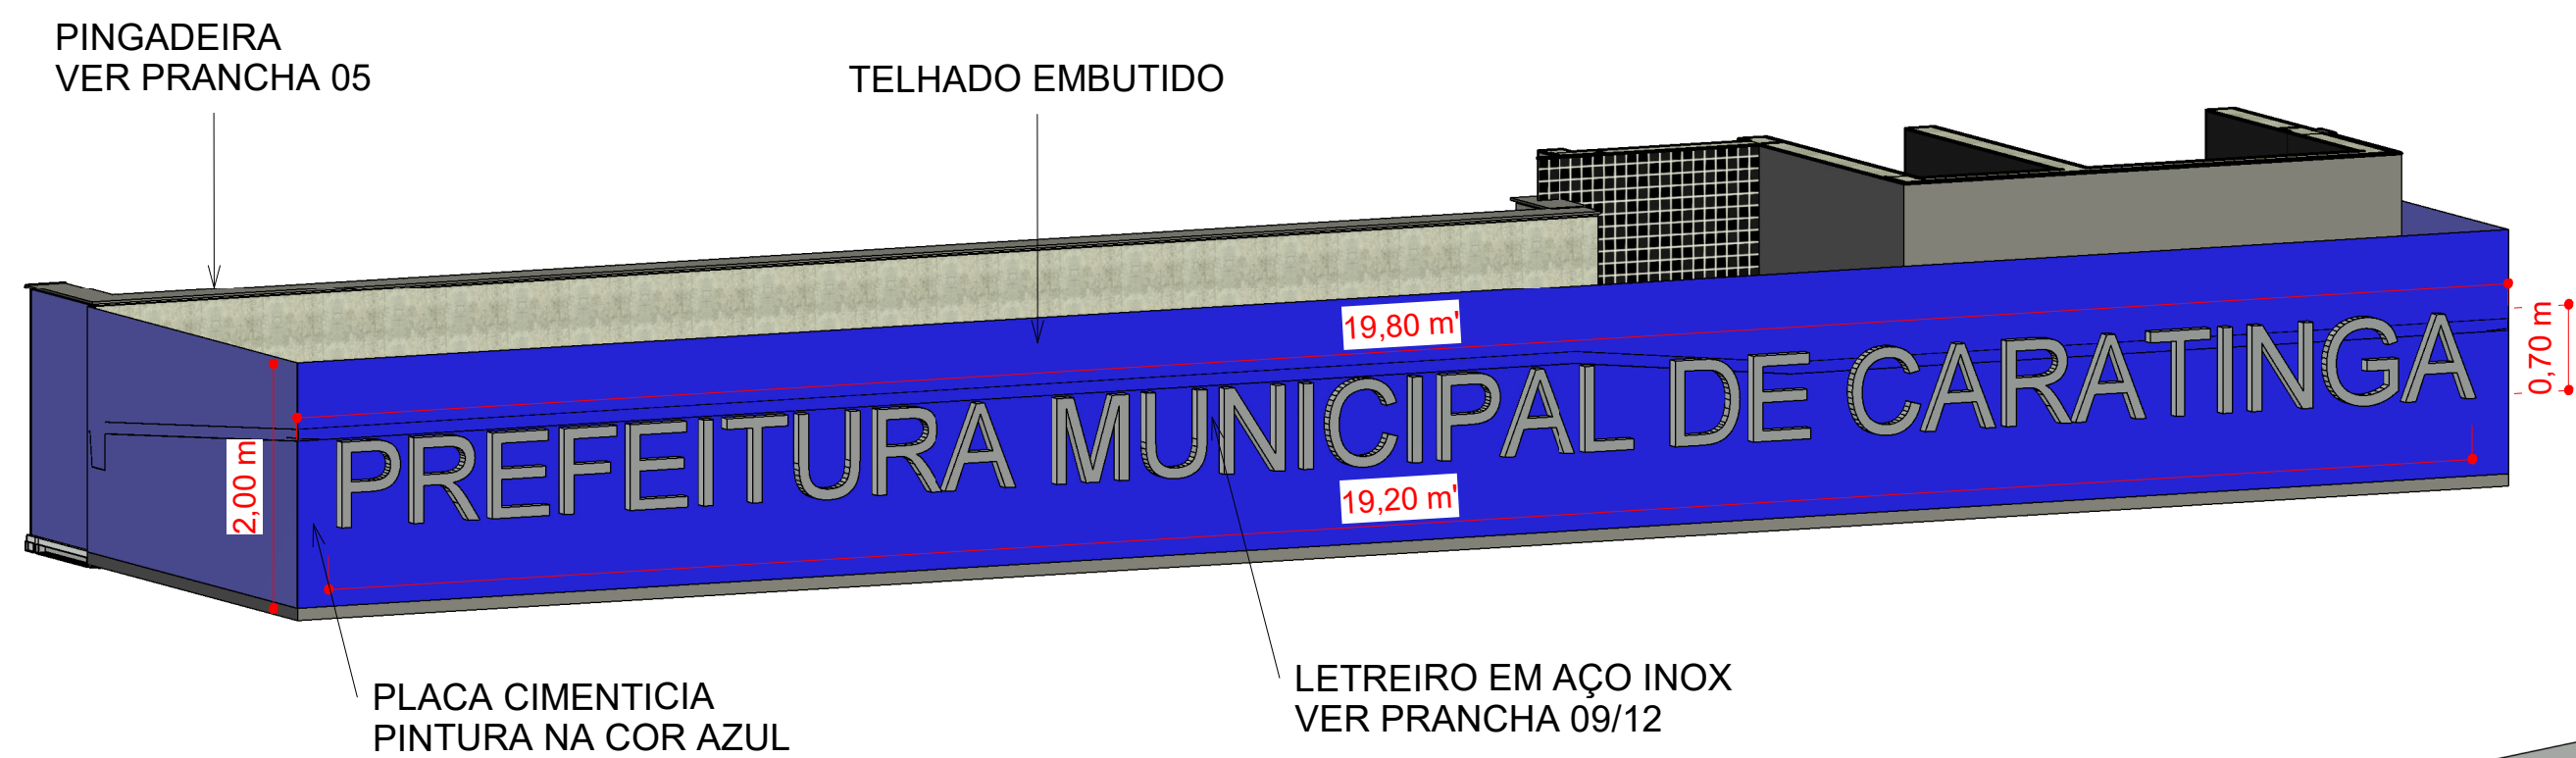 PINGADEIRA
VER PRANCHA 05
TELHADO EMBUTIDO
19,80 m'
0,70 m
PREFEITURA MUNICIPAL DE CARATINGA
2,00 m
19,20 m'
PLACA CIMENTICIA
PINTURA NA COR AZUL
LETREIRO EM AÇO INOX
VER PRANCHA 09/12